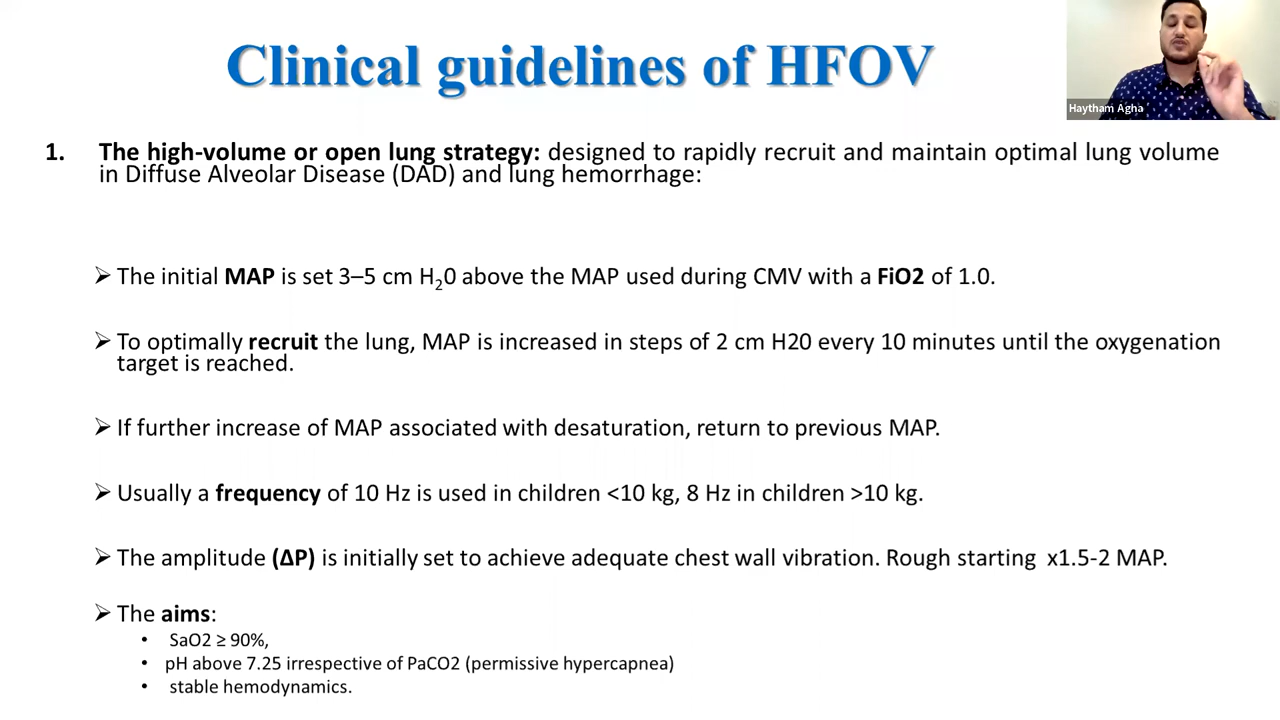 Clinical guidelines of HFOV
Haytham Agha
1. The high-volume or open lung strategy: designed to rapidly recruit and maintain optimal lung volume
in Diffuse Alveolar Disease (DAD) and lung hemorrhage:
➢ The initial MAP is set 3–5 cm H₂0 above the MAP used during CMV with a FiO2 of 1.0.
➢ To optimally recruit the lung, MAP is increased in steps of 2 cm H20 every 10 minutes until the oxygenation
target is reached.
➢ If further increase of MAP associated with desaturation, return to previous MAP.
➢ Usually a frequency of 10 Hz is used in children <10 kg, 8 Hz in children >10 kg.
➢ The amplitude (ΔP) is initially set to achieve adequate chest wall vibration. Rough starting x1.5-2 MAP.
➢ The aims:
• SaO2 ≥ 90%,
• pH above 7.25 irrespective of PaCO2 (permissive hypercapnea)
• stable hemodynamics.